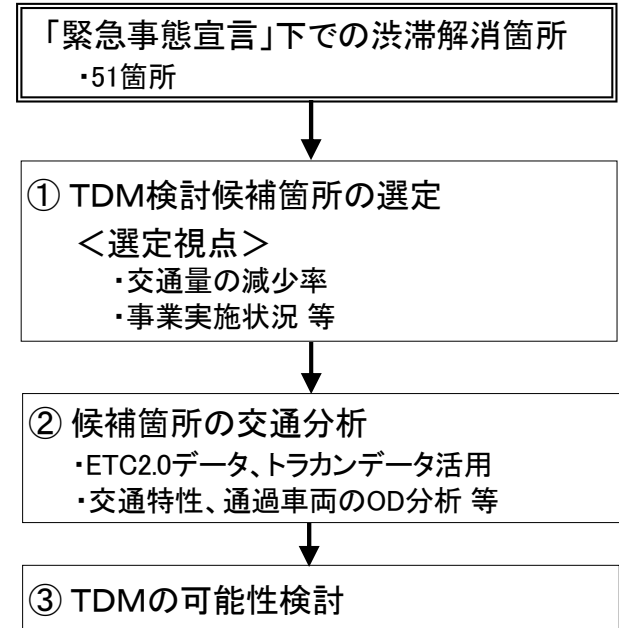 「緊急事態宣言」下での渋滞解消箇所
・51箇所
① TDM検討候補箇所の選定
＜選定視点＞
・交通量の減少率
・事業実施状況 等
② 候補箇所の交通分析
・ETC2.0データ、トラカンデータ活用
・交通特性、通過車両のOD分析 等
③ TDMの可能性検討